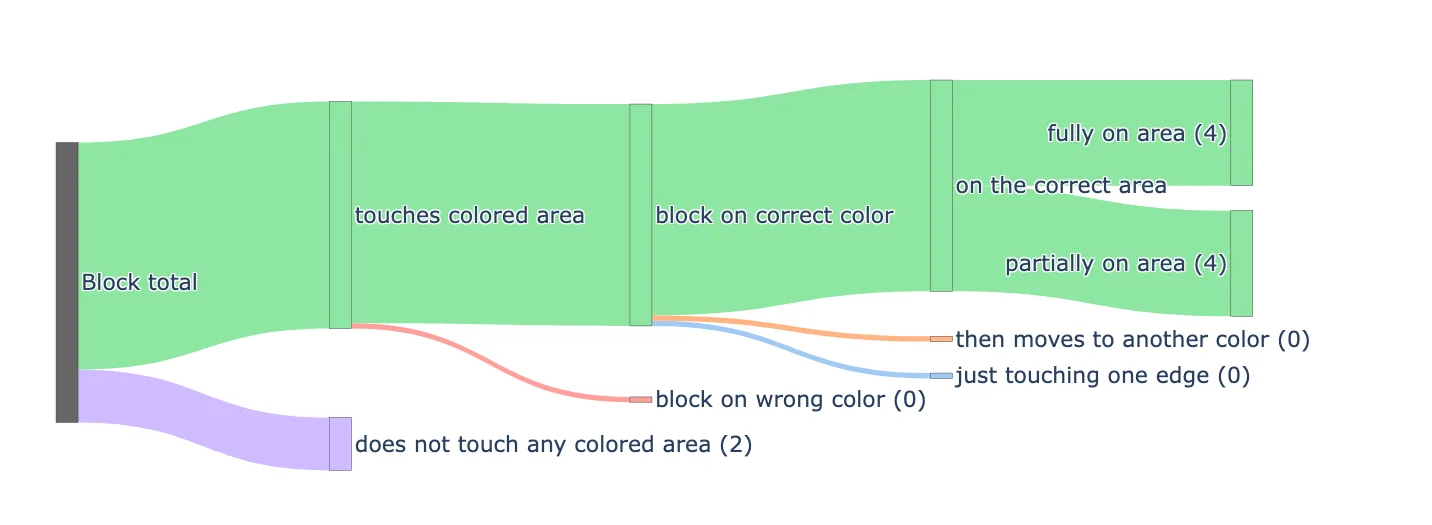 fully on area (4)
on the correct area
touches colored area
block on correct color
partially on area (4)
Block total
then moves to another color (0)
just touching one edge (0)
block on wrong color (0)
does not touch any colored area (2)